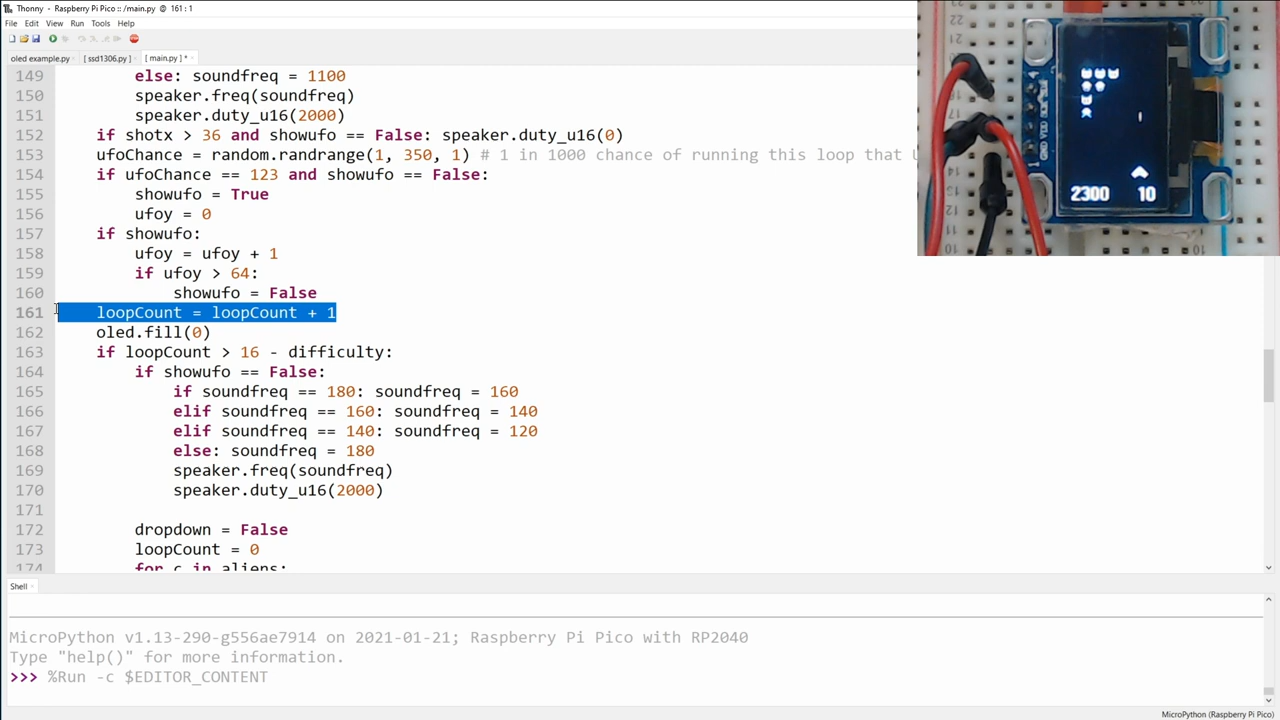 Thonny - Raspberry Pi Pico :: /main.py @ 161 : 1
File Edit View Run Tools Help
oled example.py × [ ssd1306.py ] × [ main.py ] * ×
149 else: soundfreq = 1100
150 speaker.freq(soundfreq)
151 speaker.duty_u16(2000)
152 if shotx > 36 and showufo == False: speaker.duty_u16(0)
153 ufoChance = random.randrange(1, 350, 1) # 1 in 1000 chance of running this loop that
154 if ufoChance == 123 and showufo == False:
155 showufo = True
156 ufoy = 0
157 if showufo:
158 ufoy = ufoy + 1
159 if ufoy > 64:
160 showufo = False
161 loopCount = loopCount + 1
162 oled.fill(0)
163 if loopCount > 16 - difficulty:
164 if showufo == False:
165 if soundfreq == 180: soundfreq = 160
166 elif soundfreq == 160: soundfreq = 140
167 elif soundfreq == 140: soundfreq = 120
168 else: soundfreq = 180
169 speaker.freq(soundfreq)
170 speaker.duty_u16(2000)
171
172 dropdown = False
173 loopCount = 0
174 for c in aliens:
2300 10
Shell ×
MicroPython v1.13-290-g556ae7914 on 2021-01-21; Raspberry Pi Pico with RP2040
Type "help()" for more information.
>>> %Run -c $EDITOR_CONTENT
MicroPython (Raspberry Pi Pico)